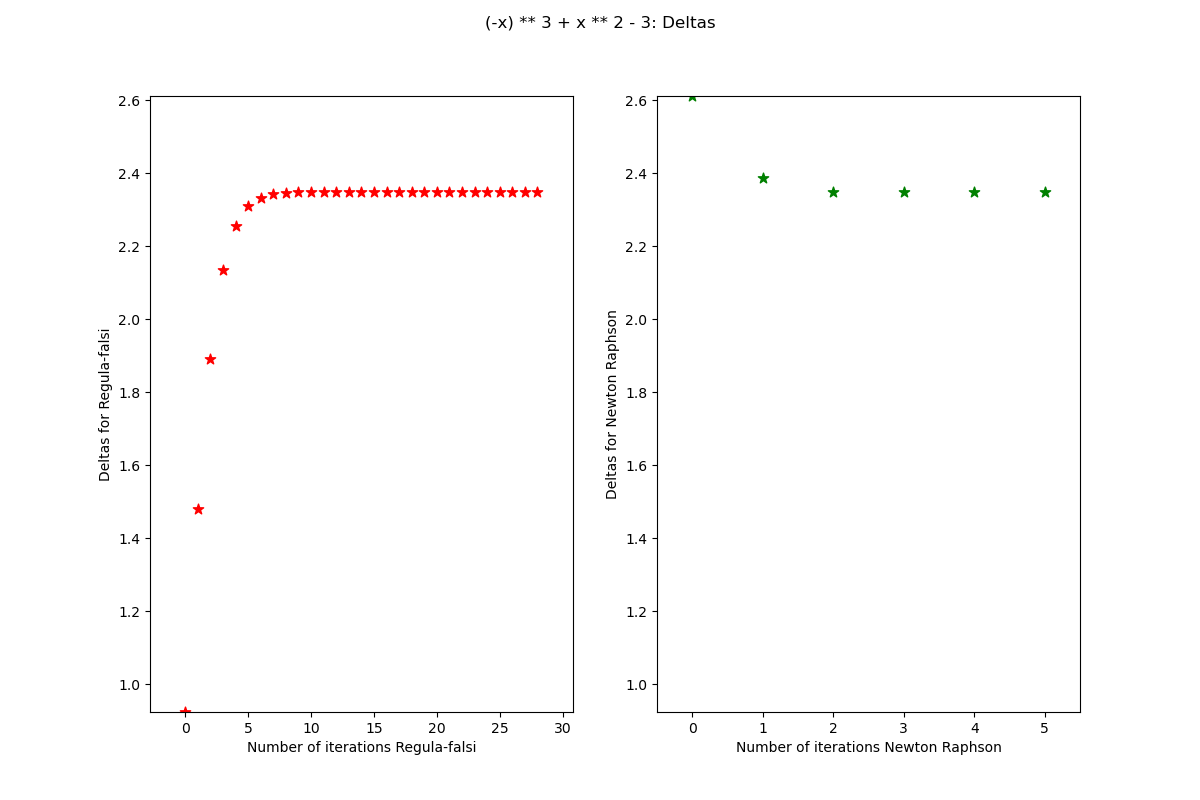 (-x) ** 3 + x ** 2 - 3: Deltas
2.6
2.4
2.2
2.0
1.8
1.6
1.4
1.2
1.0
Deltas for Regula-falsi
0 5 10 15 20 25 30
Number of iterations Regula-falsi
2.6
2.4
2.2
2.0
1.8
1.6
1.4
1.2
1.0
Deltas for Newton Raphson
0 1 2 3 4 5
Number of iterations Newton Raphson